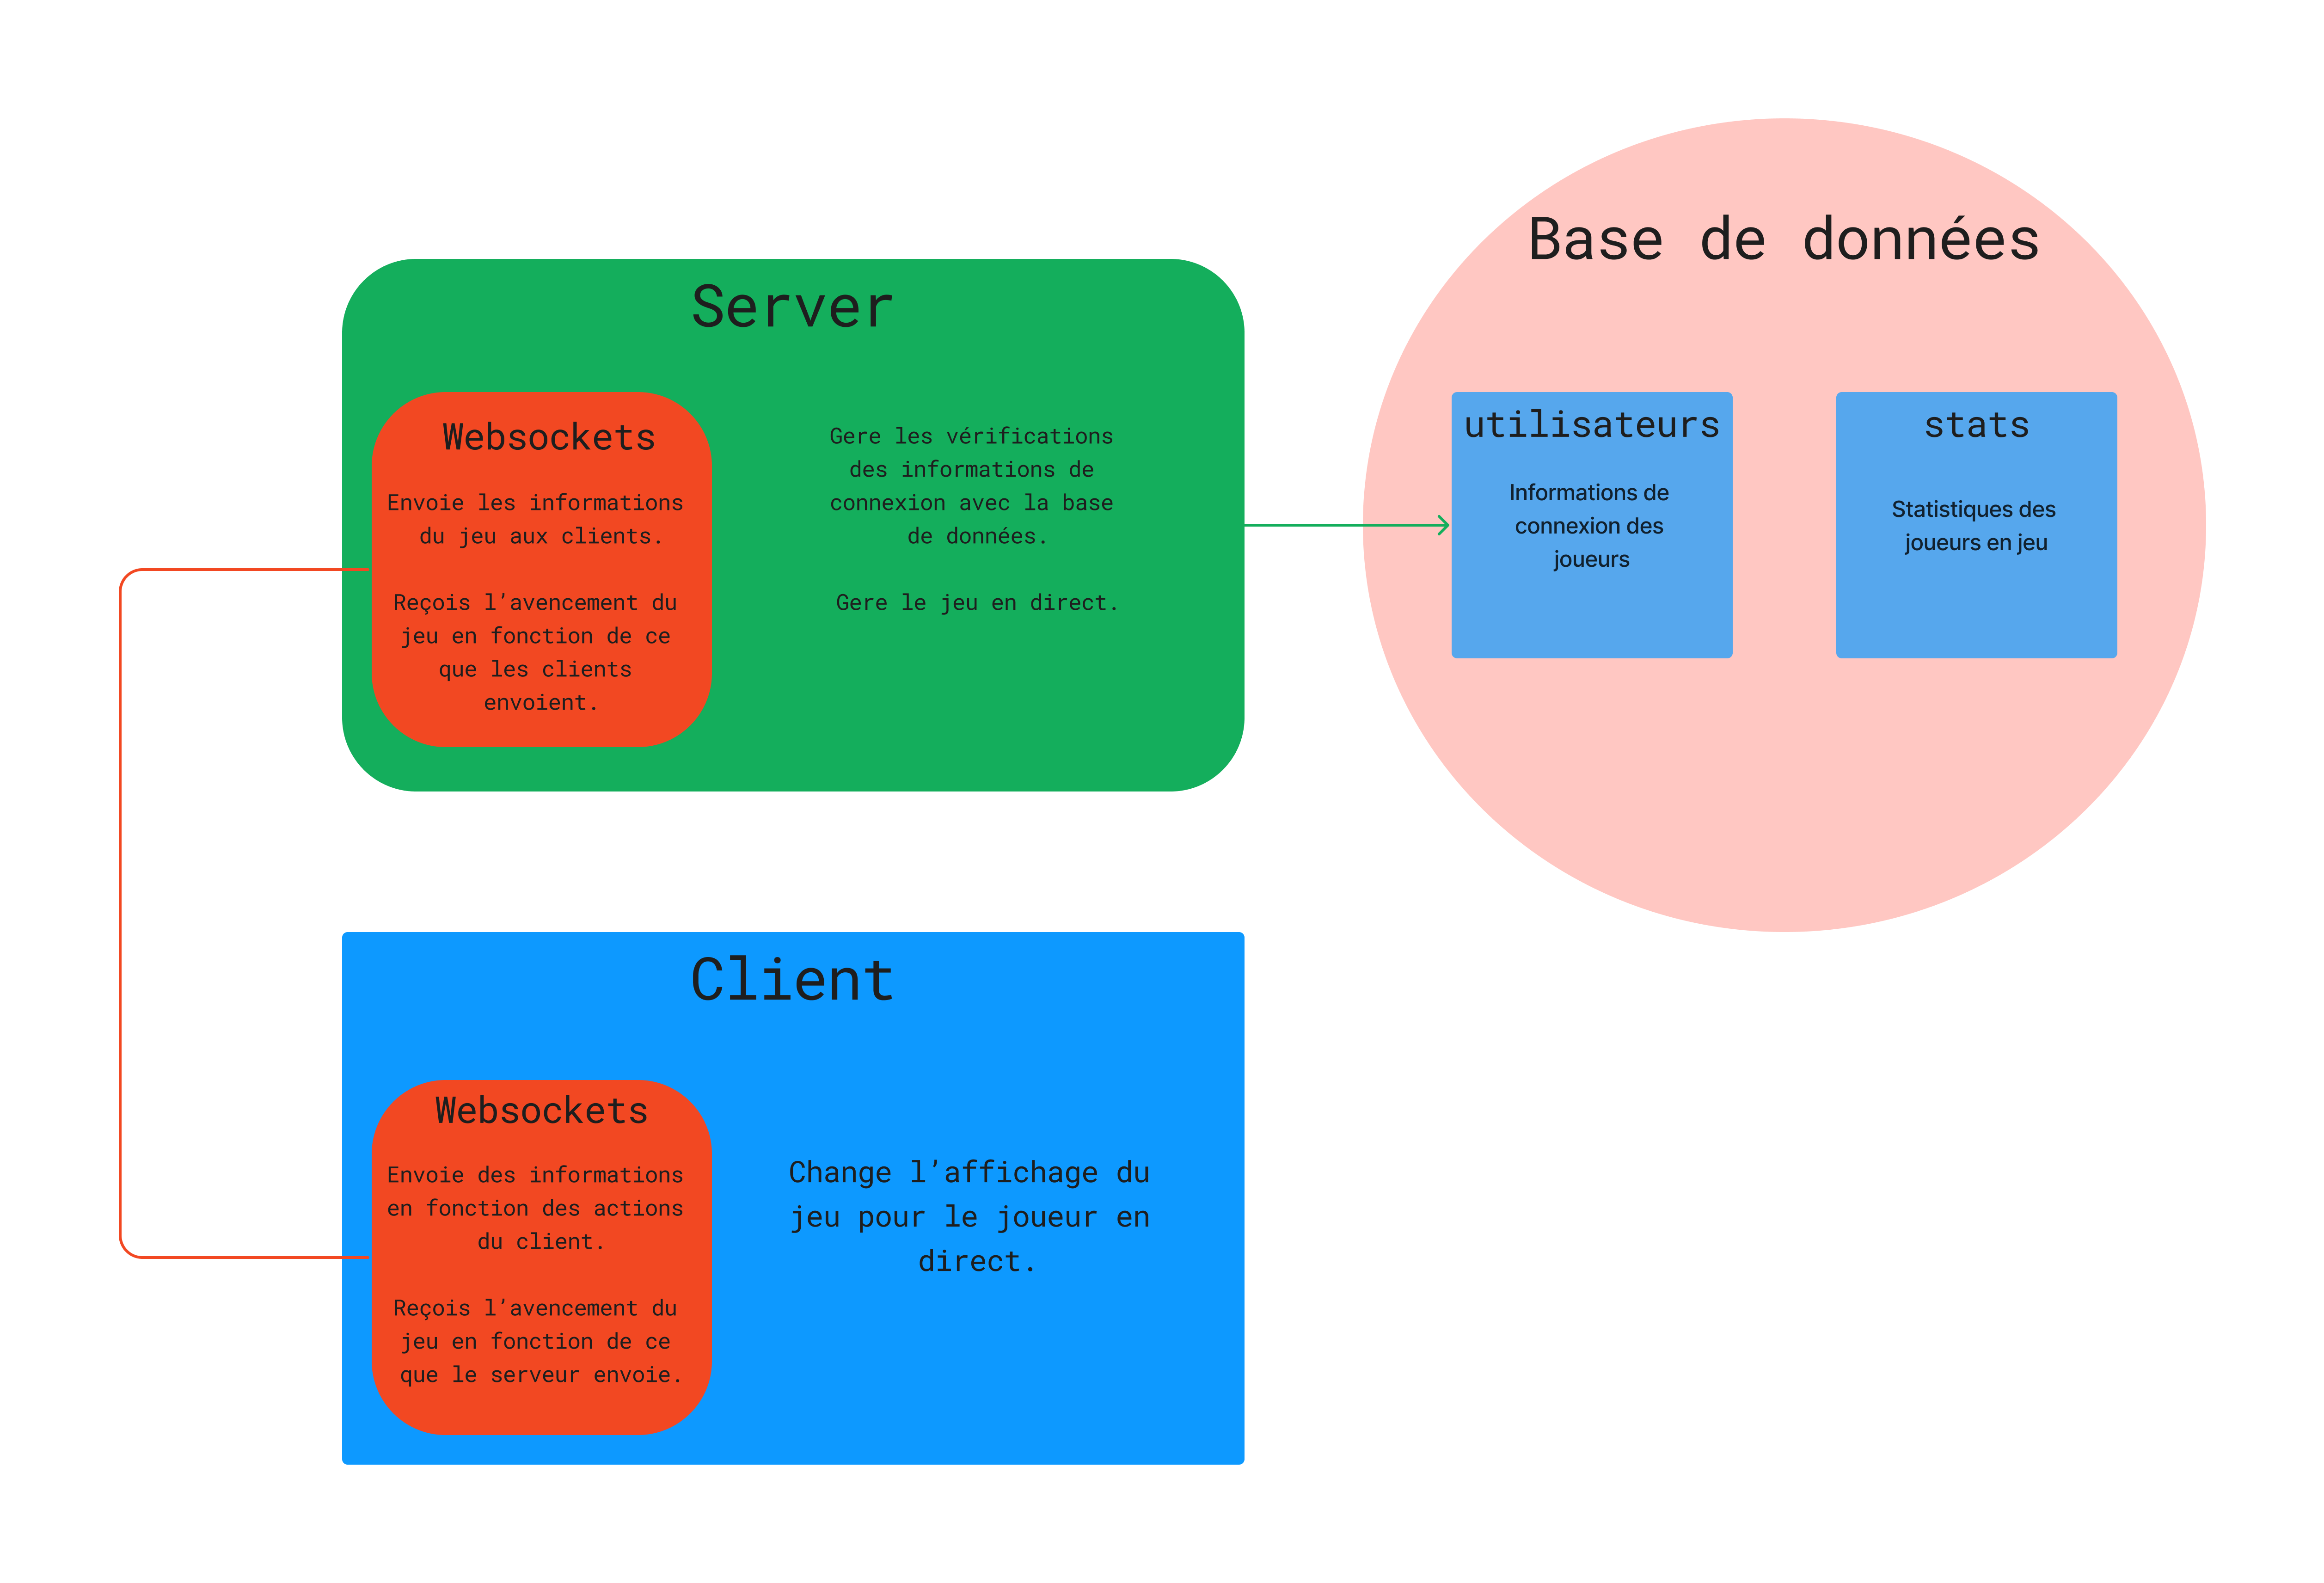 Server
Websockets
Envoie les informations
du jeu aux clients.
Reçois l’avencement du
jeu en fonction de ce
que les clients
envoient.
Gere les vérifications
des informations de
connexion avec la base
de données.
Gere le jeu en direct.
Base de données
utilisateurs
Informations de
connexion des
joueurs
stats
Statistiques des
joueurs en jeu
Client
Websockets
Envoie des informations
en fonction des actions
du client.
Reçois l’avencement du
jeu en fonction de ce
que le serveur envoie.
Change l’affichage du
jeu pour le joueur en
direct.